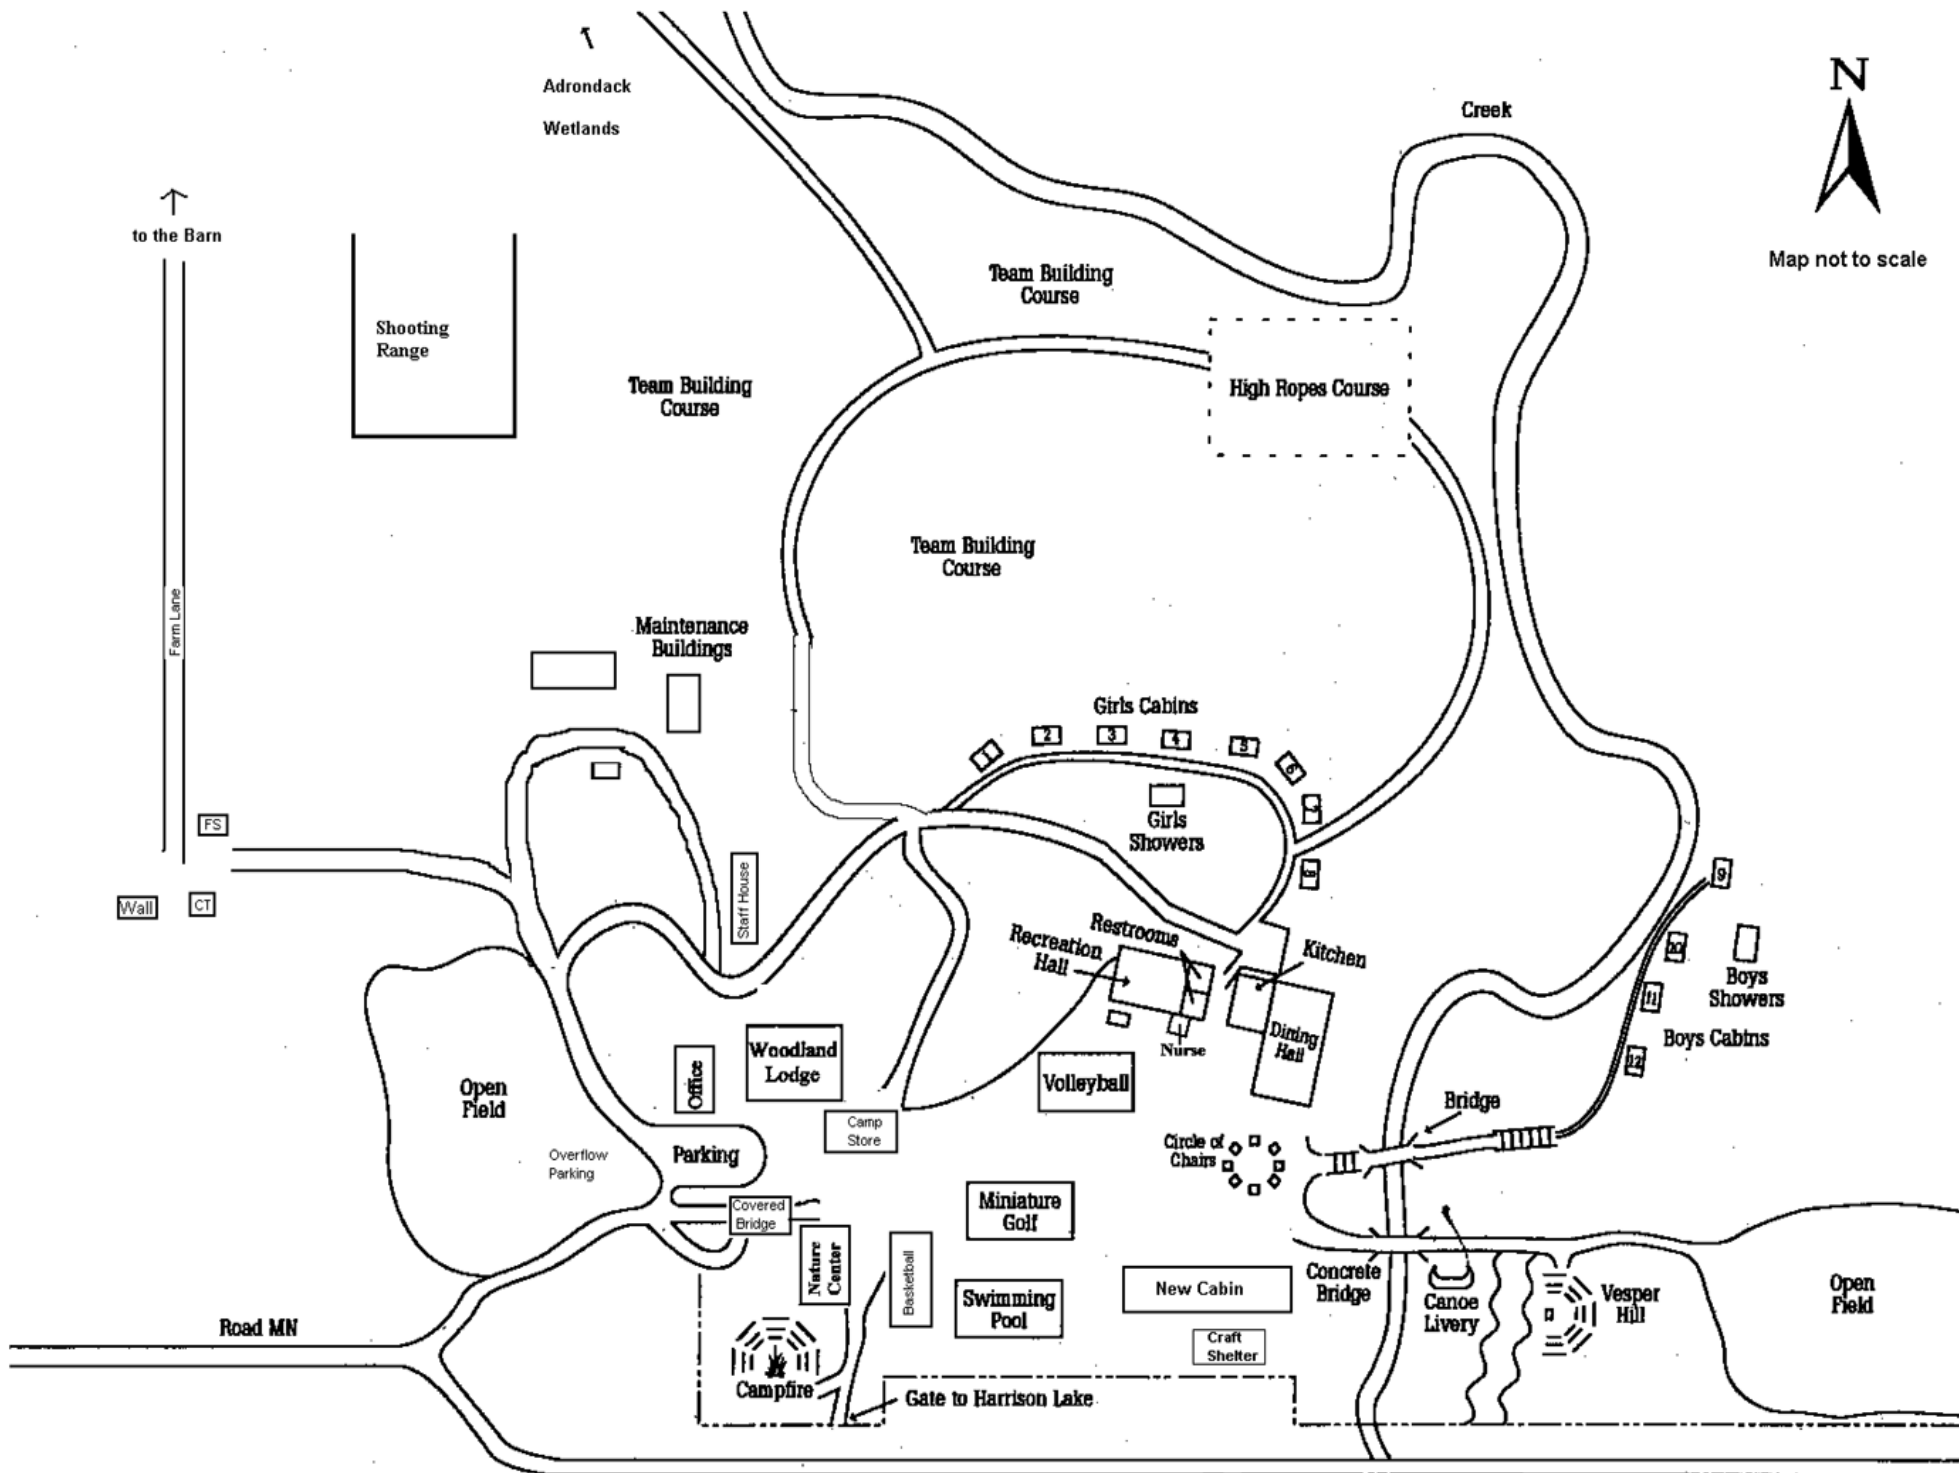 N
Adrondack
Wetlands
Creek
to the Barn
Map not to scale
Team Building
Course
Shooting
Range
Team Building
Course
High Ropes Course
Team Building
Course
Farm Lane
Maintenance
Buildings
Girls Cabins
1
2
3
4
5
6
7
8
Girls
Showers
FS
Wall
CT
Staff House
Restrooms
Recreation
Hall
Kitchen
9
10
11
12
Boys
Showers
Boys Cabins
Dining
Hall
Nurse
Woodland
Lodge
Office
Volleyball
Open
Field
Camp
Store
Bridge
Circle of
Chairs
Overflow
Parking
Parking
Covered
Bridge
Miniature
Golf
Nature
Center
Basketball
New Cabin
Concrete
Bridge
Canoe
Livery
Vesper
Hill
Open
Field
Swimming
Pool
Road MN
Craft
Shelter
Campfire
Gate to Harrison Lake